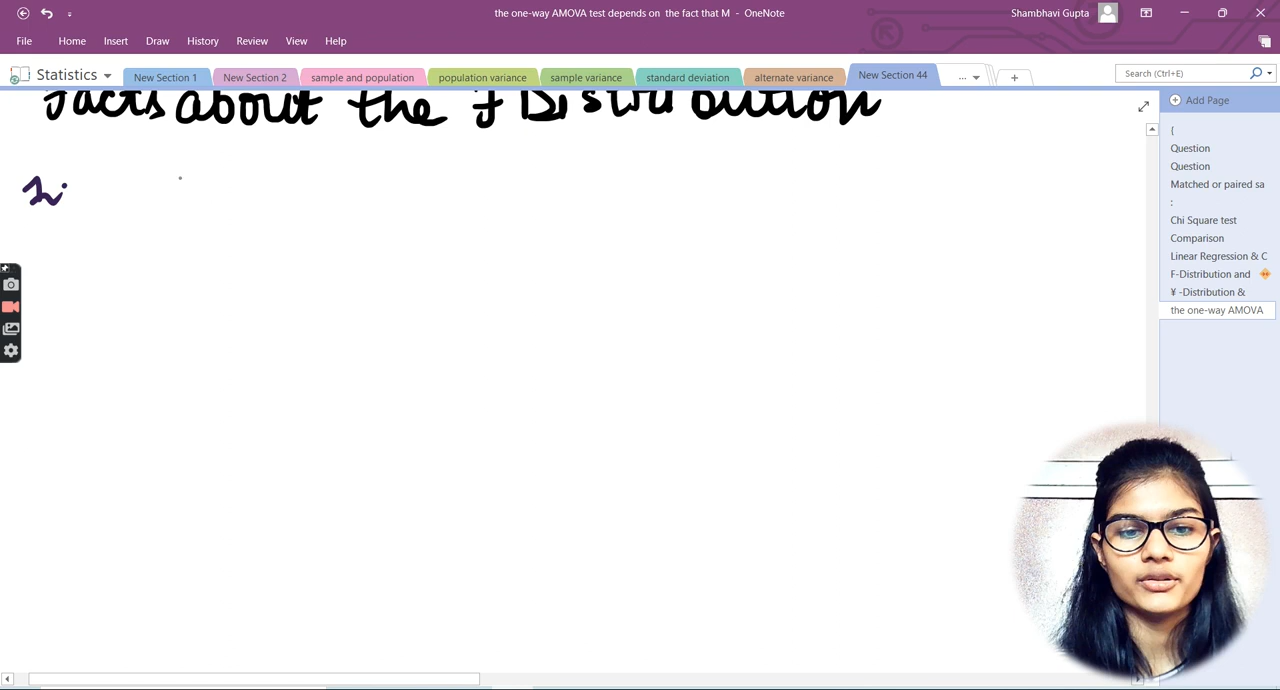 the one-way AMOVA test depends on the fact that M - OneNote
Shambhavi Gupta
File Home Insert Draw History Review View Help
Statistics
New Section 1 New Section 2 sample and population population variance sample variance standard deviation alternate variance New Section 44 ... +
Search (Ctrl+E)
Facts about the F Distribution
1.
Add Page
{
Question
Question
Matched or paired sa
:
Chi Square test
Comparison
Linear Regression & C
F-Distribution and
¥ -Distribution &
the one-way AMOVA